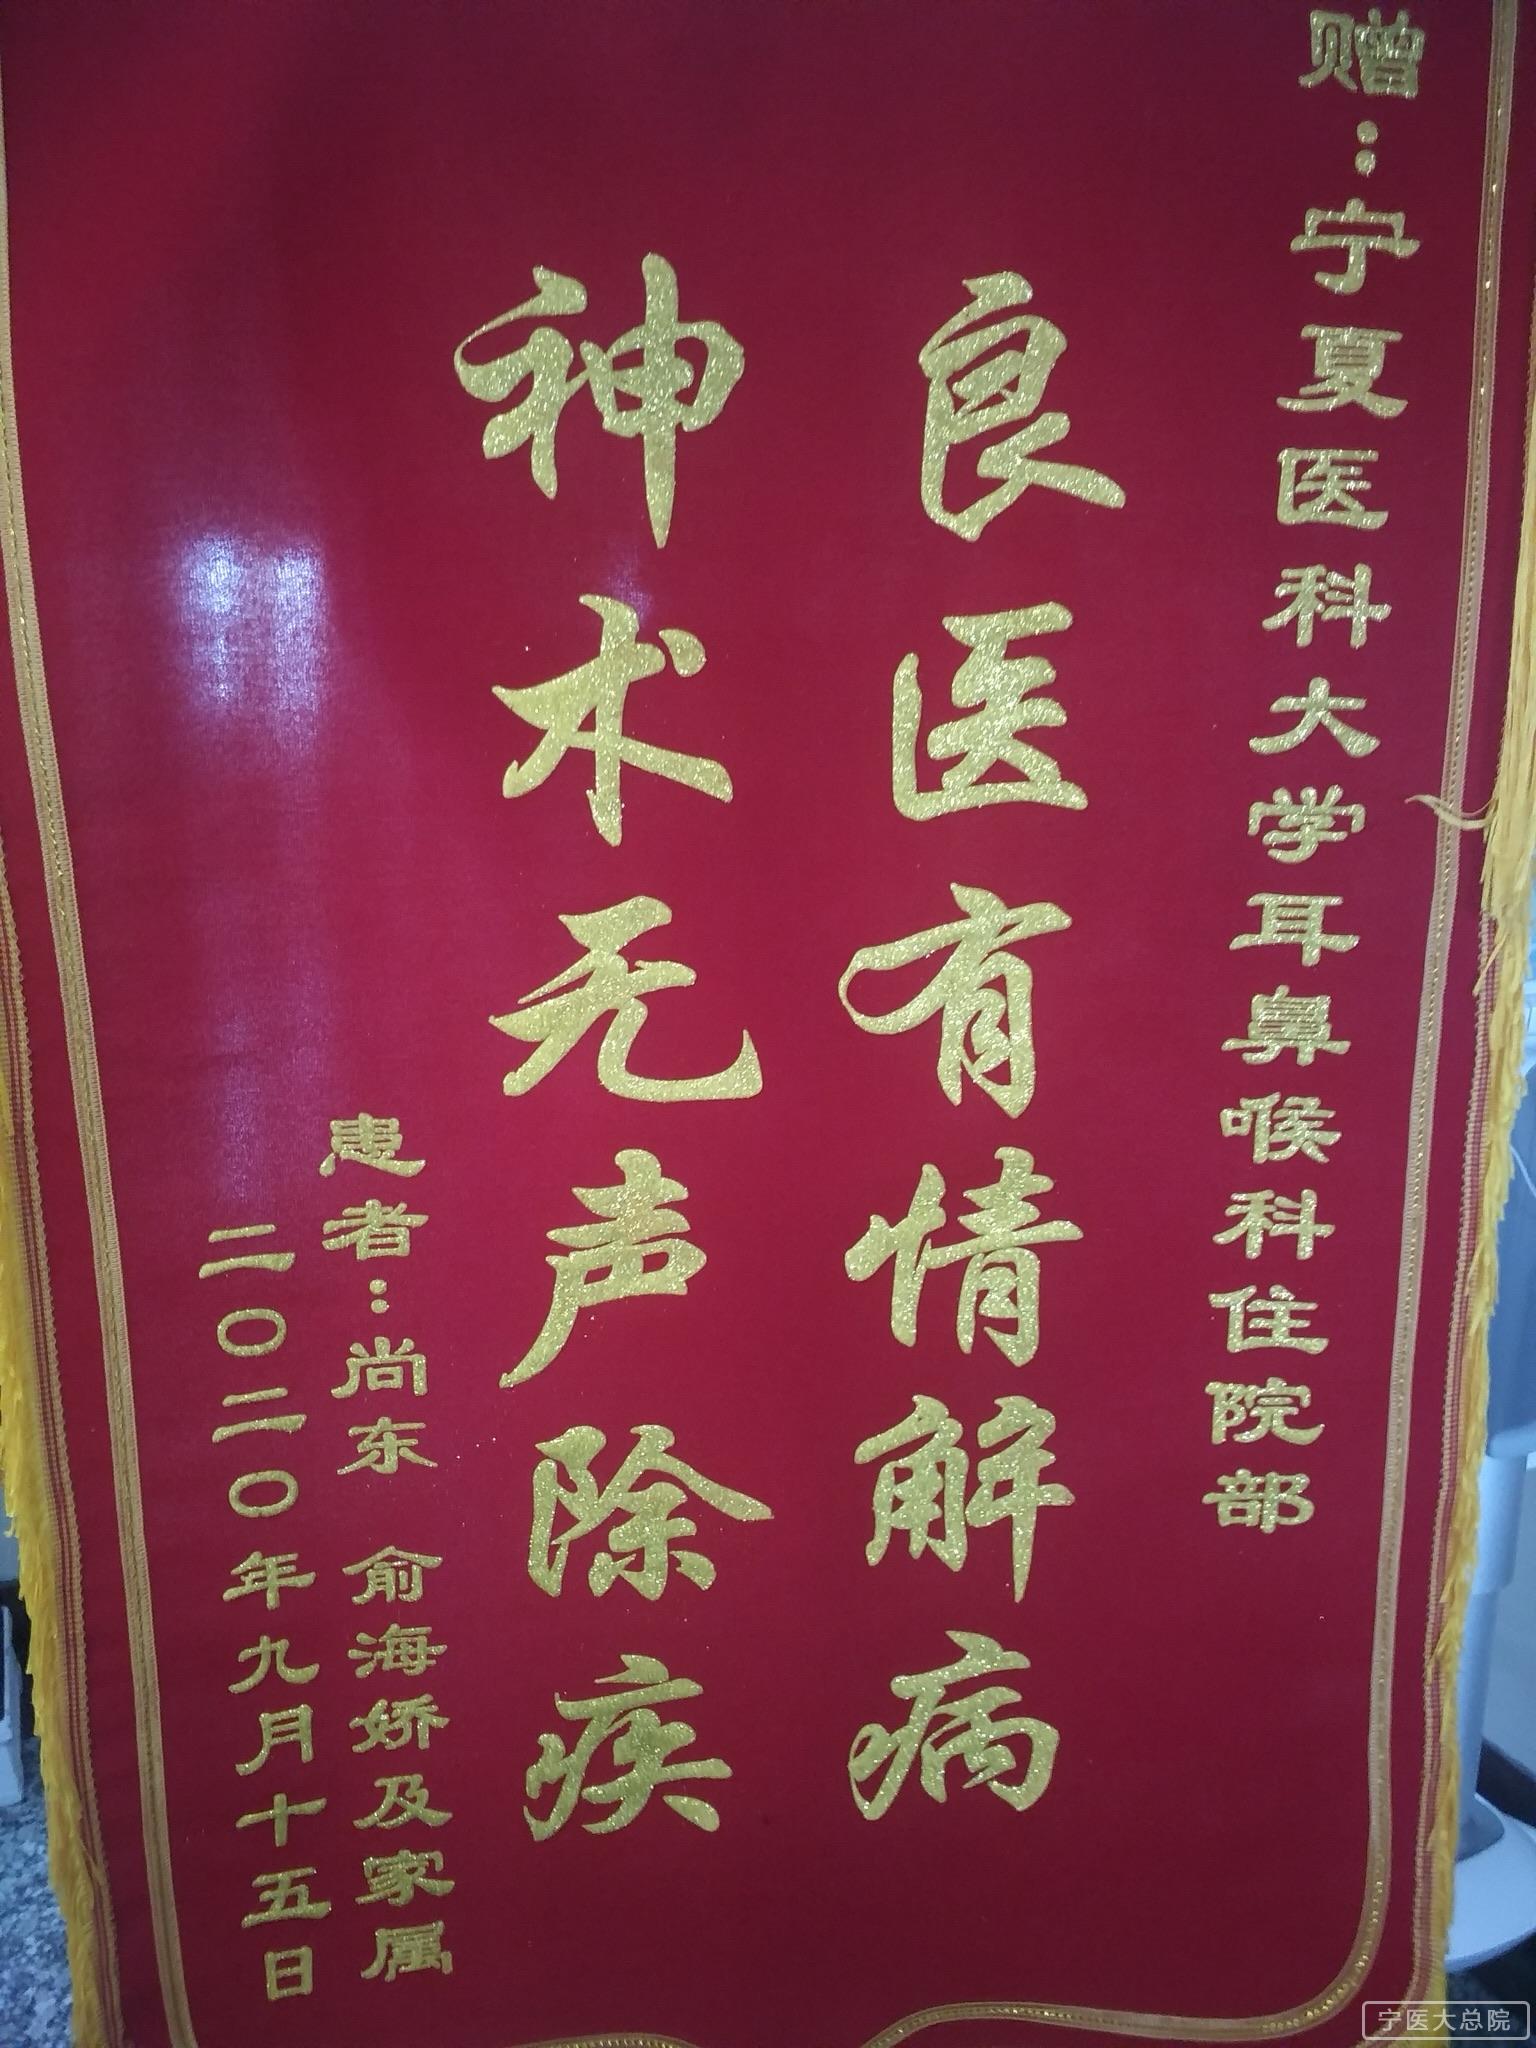 赠：宁夏医科大学耳鼻喉科住院部
良医有情解病
神术无声除疾
患者：尚东 俞海娇及家属
二〇二〇年九月十五日
宁医大总院